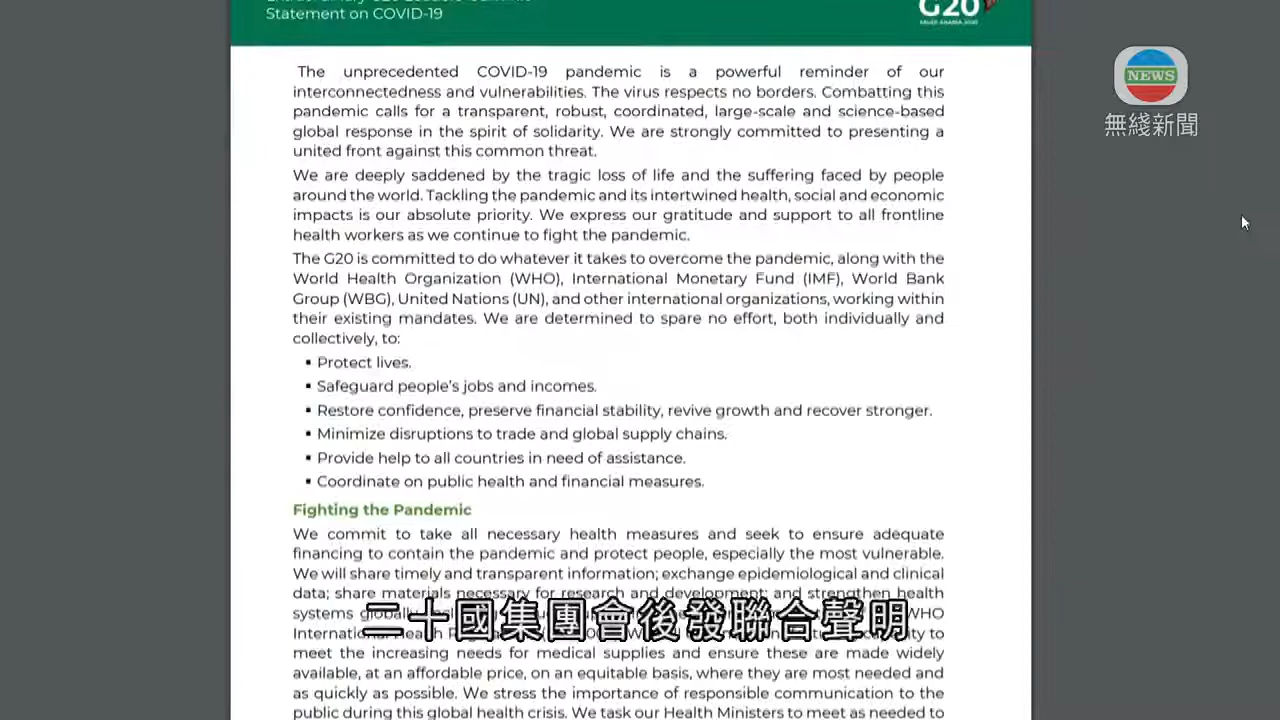 Statement on COVID-19
G20
NEWS
無綫新聞
The unprecedented COVID-19 pandemic is a powerful reminder of our
interconnectedness and vulnerabilities. The virus respects no borders. Combatting this
pandemic calls for a transparent, robust, coordinated, large-scale and science-based
global response in the spirit of solidarity. We are strongly committed to presenting a
united front against this common threat.
We are deeply saddened by the tragic loss of life and the suffering faced by people
around the world. Tackling the pandemic and its intertwined health, social and economic
impacts is our absolute priority. We express our gratitude and support to all frontline
health workers as we continue to fight the pandemic.
The G20 is committed to do whatever it takes to overcome the pandemic, along with the
World Health Organization (WHO), International Monetary Fund (IMF), World Bank
Group (WBG), United Nations (UN), and other international organizations, working within
their existing mandates. We are determined to spare no effort, both individually and
collectively, to:
▪ Protect lives.
▪ Safeguard people’s jobs and incomes.
▪ Restore confidence, preserve financial stability, revive growth and recover stronger.
▪ Minimize disruptions to trade and global supply chains.
▪ Provide help to all countries in need of assistance.
▪ Coordinate on public health and financial measures.
Fighting the Pandemic
We commit to take all necessary health measures and seek to ensure adequate
financing to contain the pandemic and protect people, especially the most vulnerable.
We will share timely and transparent information; exchange epidemiological and clinical
data; share materials necessary for research and development; and strengthen health
systems WHO
二十國集團會後發聯合聲明
to
meet the increasing needs for medical supplies and ensure these are made widely
available, at an affordable price, on an equitable basis, where they are most needed and
as quickly as possible. We stress the importance of responsible communication to the
public during this global health crisis. We task our Health Ministers to meet as needed to